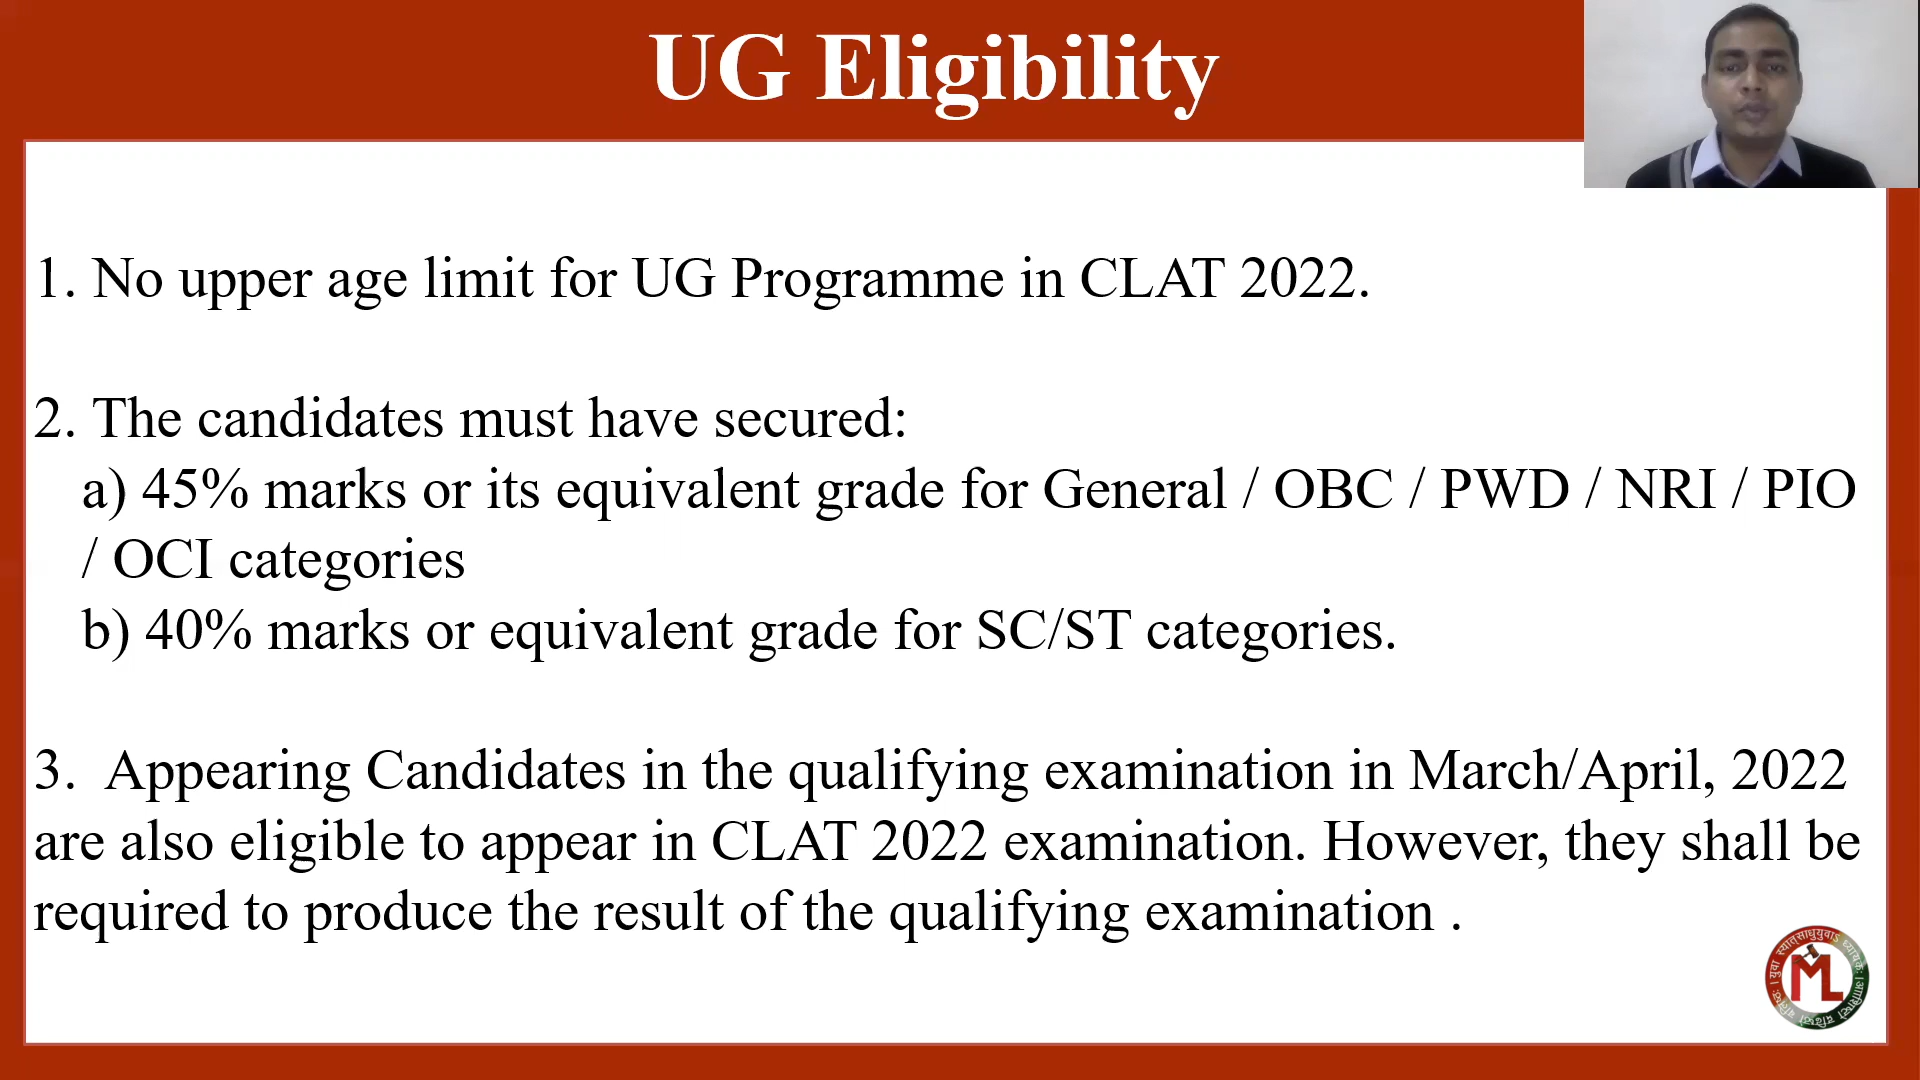 UG Eligibility
1. No upper age limit for UG Programme in CLAT 2022.
2. The candidates must have secured:
a) 45% marks or its equivalent grade for General / OBC / PWD / NRI / PIO
/ OCI categories
b) 40% marks or equivalent grade for SC/ST categories.
3. Appearing Candidates in the qualifying examination in March/April, 2022
are also eligible to appear in CLAT 2022 examination. However, they shall be
required to produce the result of the qualifying examination .
ML